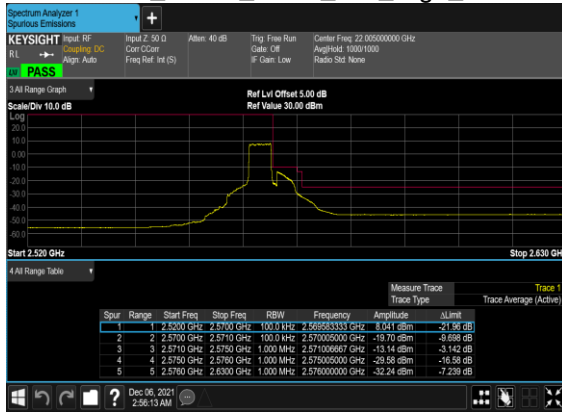 Spectrum Analyzer 1
Spurious Emissions
+
KEYSIGHT Input: RF Input Z: 50 Ω Atten: 40 dB Trig: Free Run Center Freq: 22.005000000 GHz
RL Coupling: DC Corr CCorr Gate: Off Avg|Hold: 1000/1000
Align: Auto Freq Ref: Int (S) IF Gain: Low Radio Std: None
PASS
3 All Range Graph
Ref Lvl Offset 5.00 dB
Scale/Div 10.0 dB Ref Value 30.00 dBm
Log
20.0
10.0
0.00
-10.0
-20.0
-30.0
-40.0
-50.0
-60.0
Start 2.520 GHz Stop 2.630 GH
4 All Range Table
Measure Trace Trace 1
Trace Type Trace Average (Active)
Spur Range Start Freq Stop Freq RBW Frequency Amplitude ΔLimit
1 1 2.5200 GHz 2.5700 GHz 100.0 kHz 2.569583333 GHz 8.041 dBm -21.96 dB
2 2 2.5700 GHz 2.5710 GHz 100.0 kHz 2.570005000 GHz -19.70 dBm -9.698 dB
3 3 2.5710 GHz 2.5750 GHz 1.000 MHz 2.571006667 GHz -13.14 dBm -3.142 dB
4 4 2.5750 GHz 2.5760 GHz 1.000 MHz 2.575005000 GHz -29.58 dBm -16.58 dB
5 5 2.5760 GHz 2.6300 GHz 1.000 MHz 2.576000000 GHz -32.24 dBm -7.239 dB
? Dec 06, 2021
2:56:13 AM